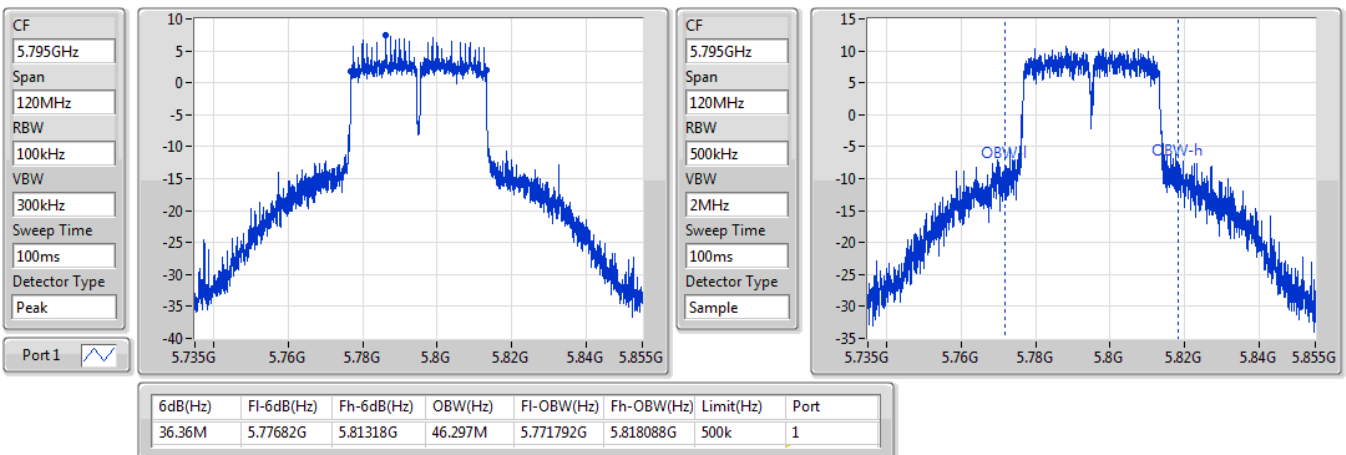 CF
5.795GHz
Span
120MHz
RBW
100kHz
VBW
300kHz
Sweep Time
100ms
Detector Type
Peak
Port 1
10
5
0
-5
-10
-15
-20
-25
-30
-35
-40
5.735G 5.76G 5.78G 5.8G 5.82G 5.84G 5.855G
CF
5.795GHz
Span
120MHz
RBW
500kHz
VBW
2MHz
Sweep Time
100ms
Detector Type
Sample
15
10
5
0
-5
-10
-15
-20
-25
-30
-35
OBW-l OBW-h
5.735G 5.76G 5.78G 5.8G 5.82G 5.84G 5.855G
6dB(Hz) Fl-6dB(Hz) Fh-6dB(Hz) OBW(Hz) Fl-OBW(Hz) Fh-OBW(Hz) Limit(Hz) Port
36.36M 5.77682G 5.81318G 46.297M 5.771792G 5.818088G 500k 1